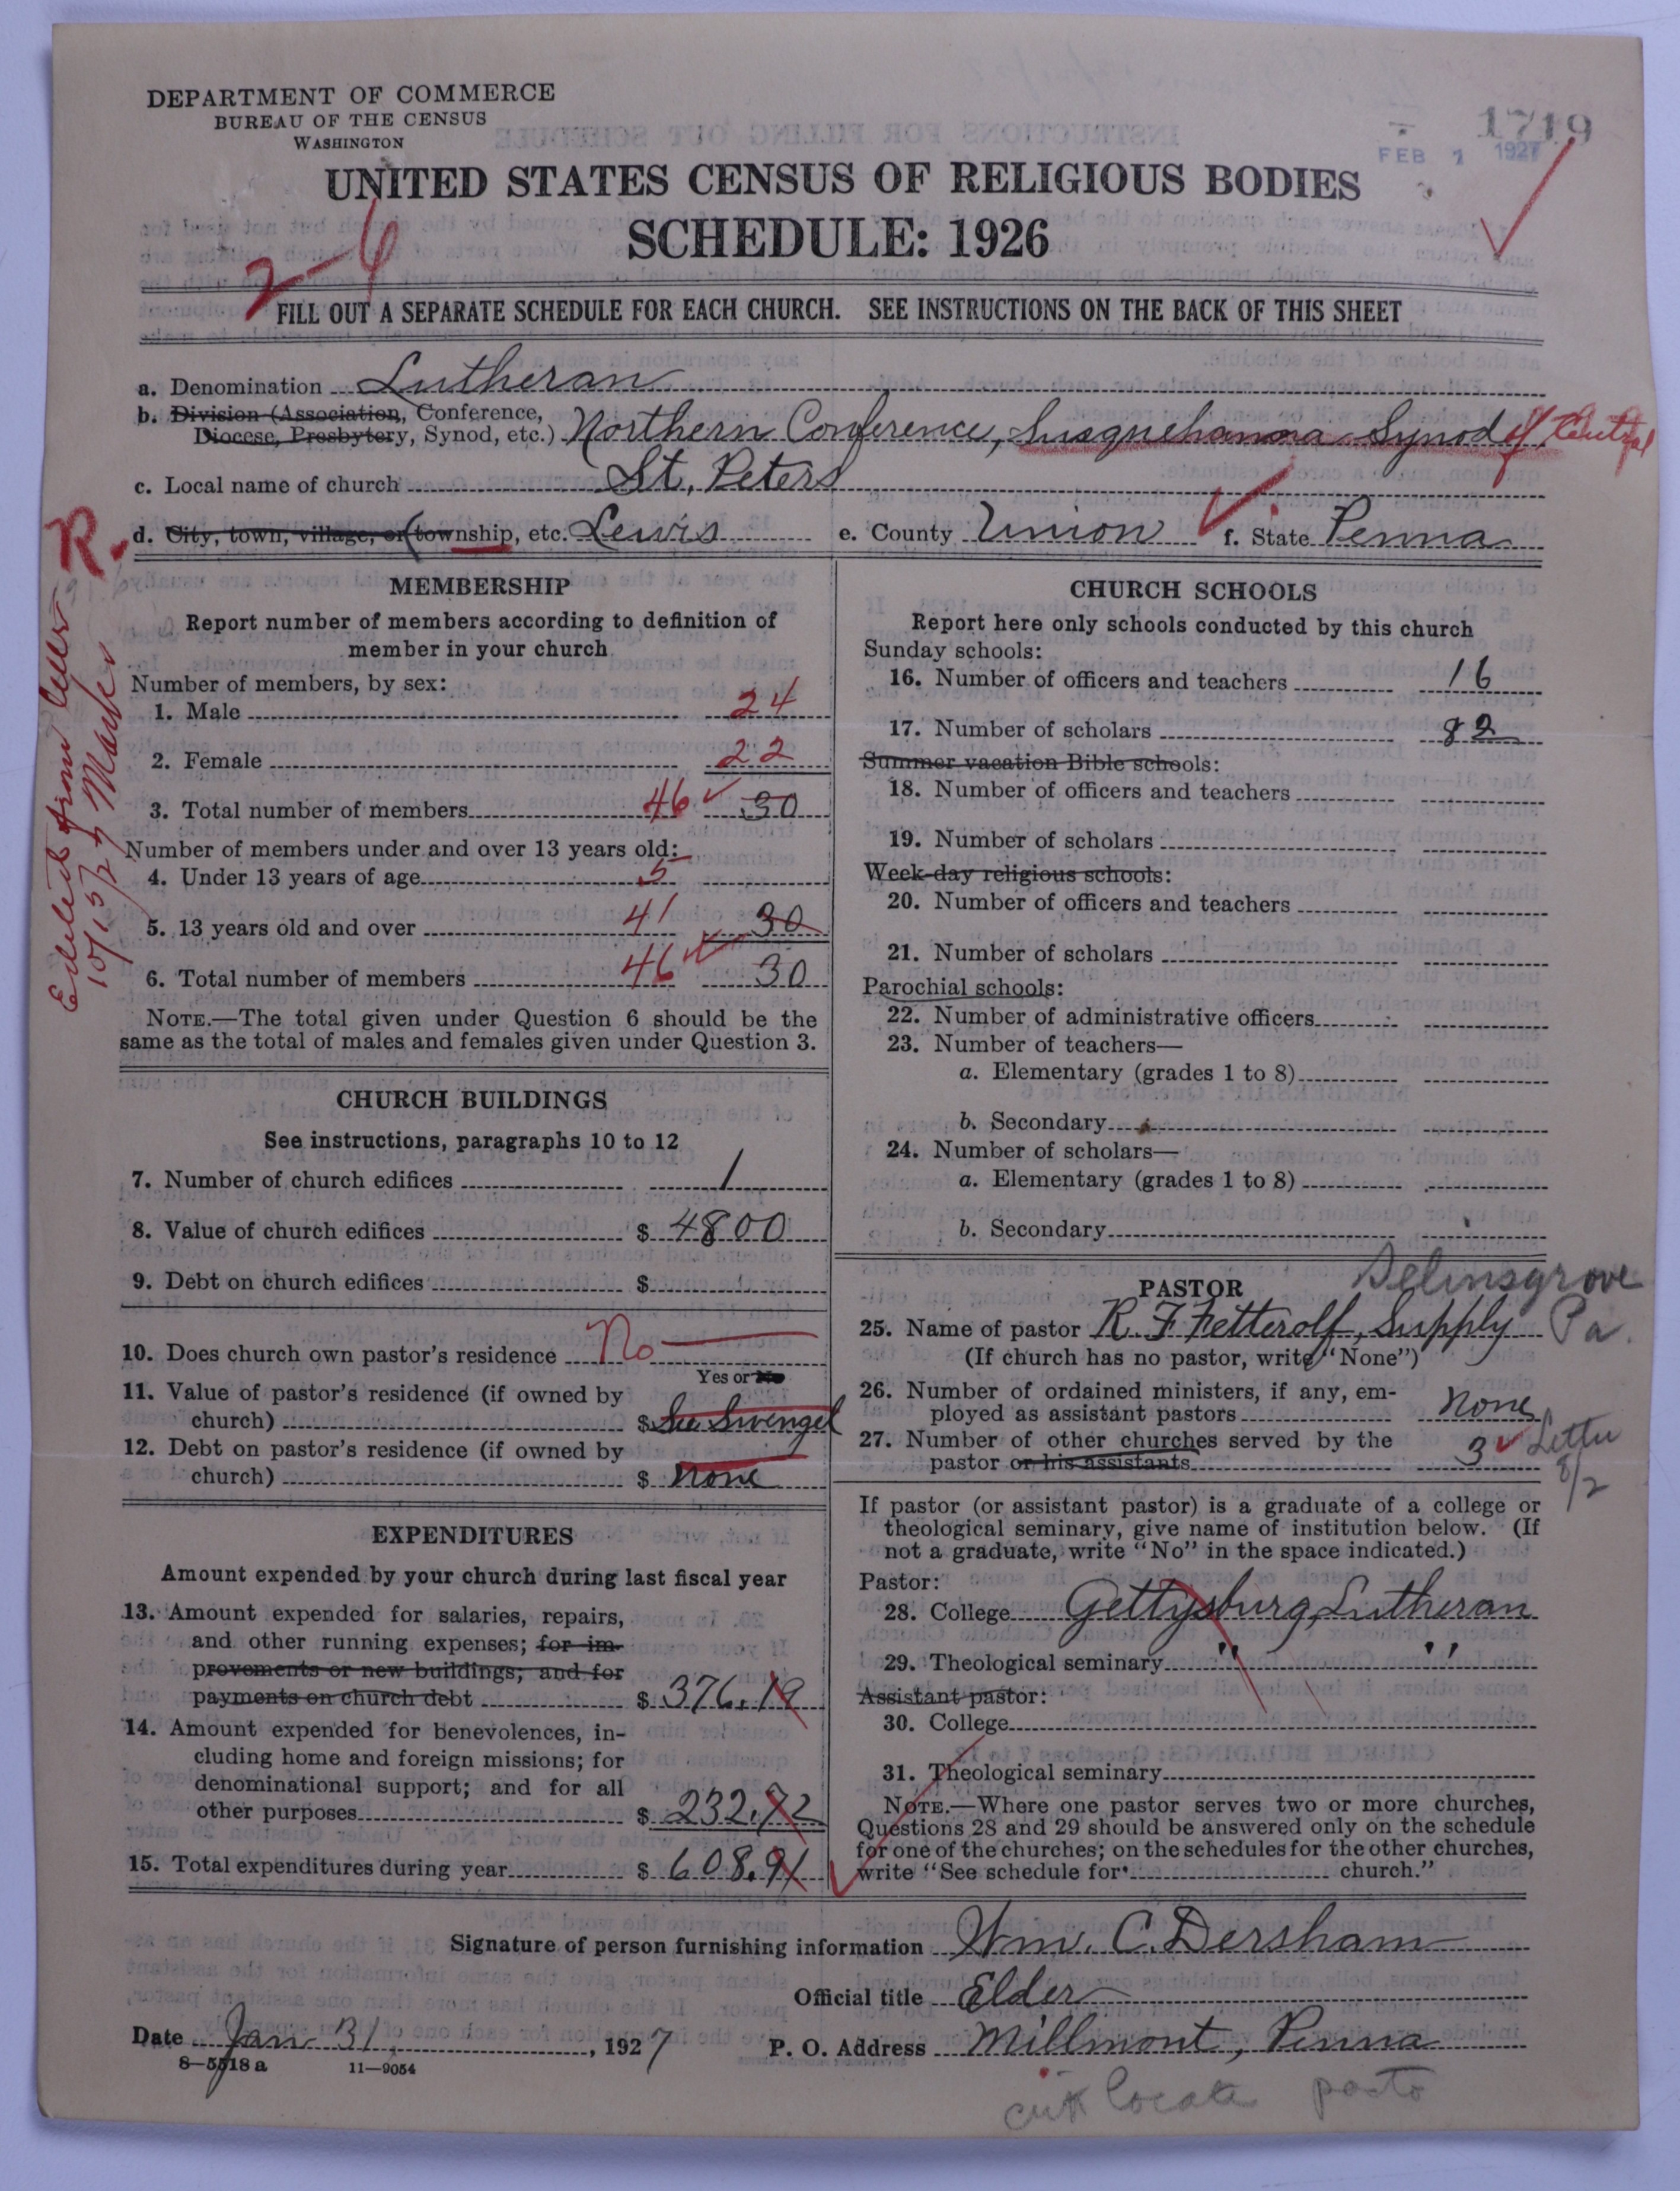 DEPARTMENT OF COMMERCE
BUREAU OF THE CENSUS
WASHINGTON
1719
FEB 1 1927
UNITED STATES CENSUS OF RELIGIOUS BODIES
SCHEDULE: 1926
2-6
FILL OUT A SEPARATE SCHEDULE FOR EACH CHURCH. SEE INSTRUCTIONS ON THE BACK OF THIS SHEET
a. Denomination Lutheran
b. Division (Association, Conference,
Diocese, Presbytery, Synod, etc.) Northern Conference, Susquehanna Synod of Central
c. Local name of church St. Peters
d. City, town, village, or (township, etc. Lewis e. County Union f. State Penna
R.
10/15/27
MEMBERSHIP
Report number of members according to definition of
member in your church
Number of members, by sex:
1. Male 24
2. Female 22
3. Total number of members 46 30
Number of members under and over 13 years old:
4. Under 13 years of age 5
5. 13 years old and over 41 30
6. Total number of members 46 30
NOTE.—The total given under Question 6 should be the
same as the total of males and females given under Question 3.
CHURCH BUILDINGS
See instructions, paragraphs 10 to 12
7. Number of church edifices 1
8. Value of church edifices $ 4800
9. Debt on church edifices $
10. Does church own pastor's residence No
Yes or No
11. Value of pastor's residence (if owned by
church) $ See Swengel
12. Debt on pastor's residence (if owned by
church) $ None
EXPENDITURES
Amount expended by your church during last fiscal year
13. Amount expended for salaries, repairs,
and other running expenses; for im-
provements or new buildings; and for
payments on church debt $ 376.19
14. Amount expended for benevolences, in-
cluding home and foreign missions; for
denominational support; and for all
other purposes $ 232.72
15. Total expenditures during year $ 608.91
CHURCH SCHOOLS
Report here only schools conducted by this church
Sunday schools:
16. Number of officers and teachers 16
17. Number of scholars 82
Summer vacation Bible schools:
18. Number of officers and teachers
19. Number of scholars
Week-day religious schools:
20. Number of officers and teachers
21. Number of scholars
Parochial schools:
22. Number of administrative officers
23. Number of teachers—
a. Elementary (grades 1 to 8)
b. Secondary
24. Number of scholars—
a. Elementary (grades 1 to 8)
b. Secondary
PASTOR Selinsgrove
25. Name of pastor R. F. Fetterolf, Supply Pa.
(If church has no pastor, write "None")
26. Number of ordained ministers, if any, em-
ployed as assistant pastors None
27. Number of other churches served by the
pastor or his assistants 3 Letter
8/2
If pastor (or assistant pastor) is a graduate of a college or
theological seminary, give name of institution below. (If
not a graduate, write "No" in the space indicated.)
Pastor:
28. College Gettysburg, Lutheran
29. Theological seminary " "
Assistant pastor:
30. College
31. Theological seminary
NOTE.—Where one pastor serves two or more churches,
Questions 28 and 29 should be answered only on the schedule
for one of the churches; on the schedules for the other churches,
write "See schedule for church."
Signature of person furnishing information Wm. C. Dersham
Official title Elder
Date Jan 31, 1927 P. O. Address Millmont, Penna
8—5518 a 11—9054
locate